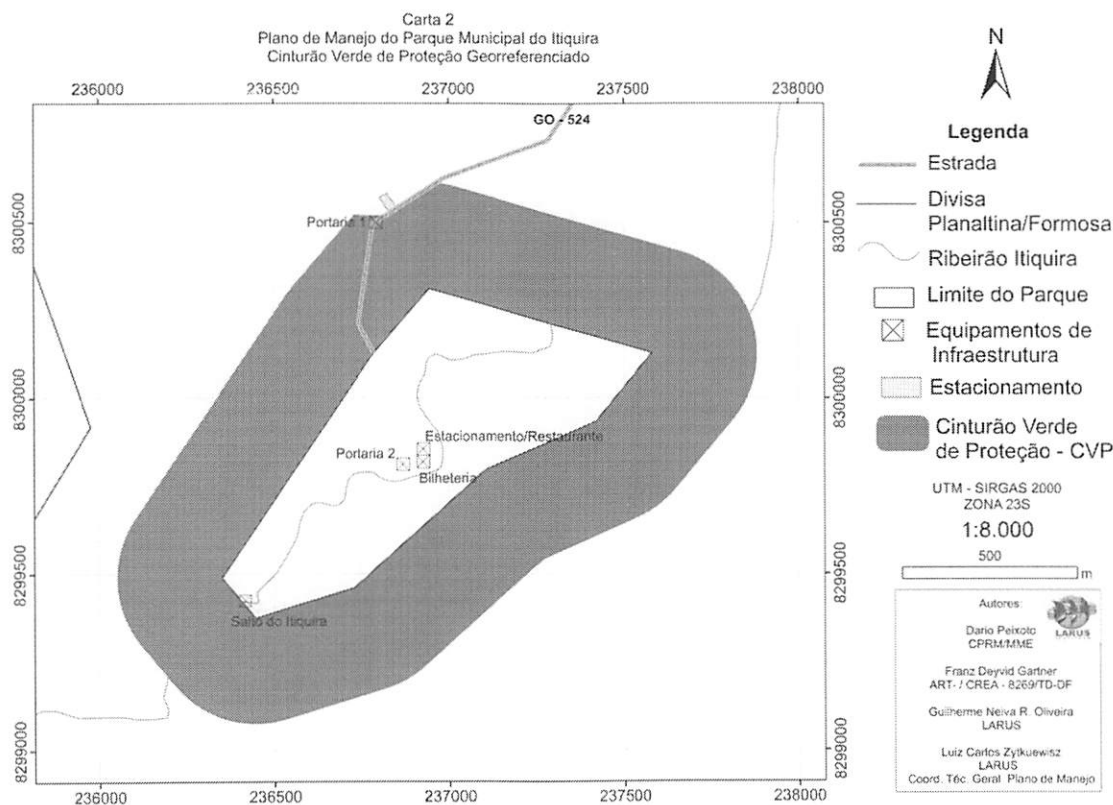 Carta 2
Plano de Manejo do Parque Municipal do Itiquira
Cinturão Verde de Proteção Georreferenciado
236000 236500 237000 237500 238000
GO - 524
8300500
8300000
8299500
8299000
Portaria 1
Estacionamento/Restaurante
Portaria 2
Bilheteria
Salto do Itiquira
8300500
8300000
8299500
8299000
236000 236500 237000 237500 238000
N
Legenda
Estrada
Divisa
Planaltina/Formosa
Ribeirão Itiquira
Limite do Parque
Equipamentos de
Infraestrutura
Estacionamento
Cinturão Verde
de Proteção - CVP
UTM - SIRGAS 2000
ZONA 23S
1:8.000
500
m
Autores:
LARUS
Dario Peixoto
CPRM/MME
Franz Deyvid Gartner
ART- / CREA - 8269/TD-DF
Guilherme Neiva R. Oliveira
LARUS
Luiz Carlos Zytkuewisz
LARUS
Coord. Téc. Geral Plano de Manejo